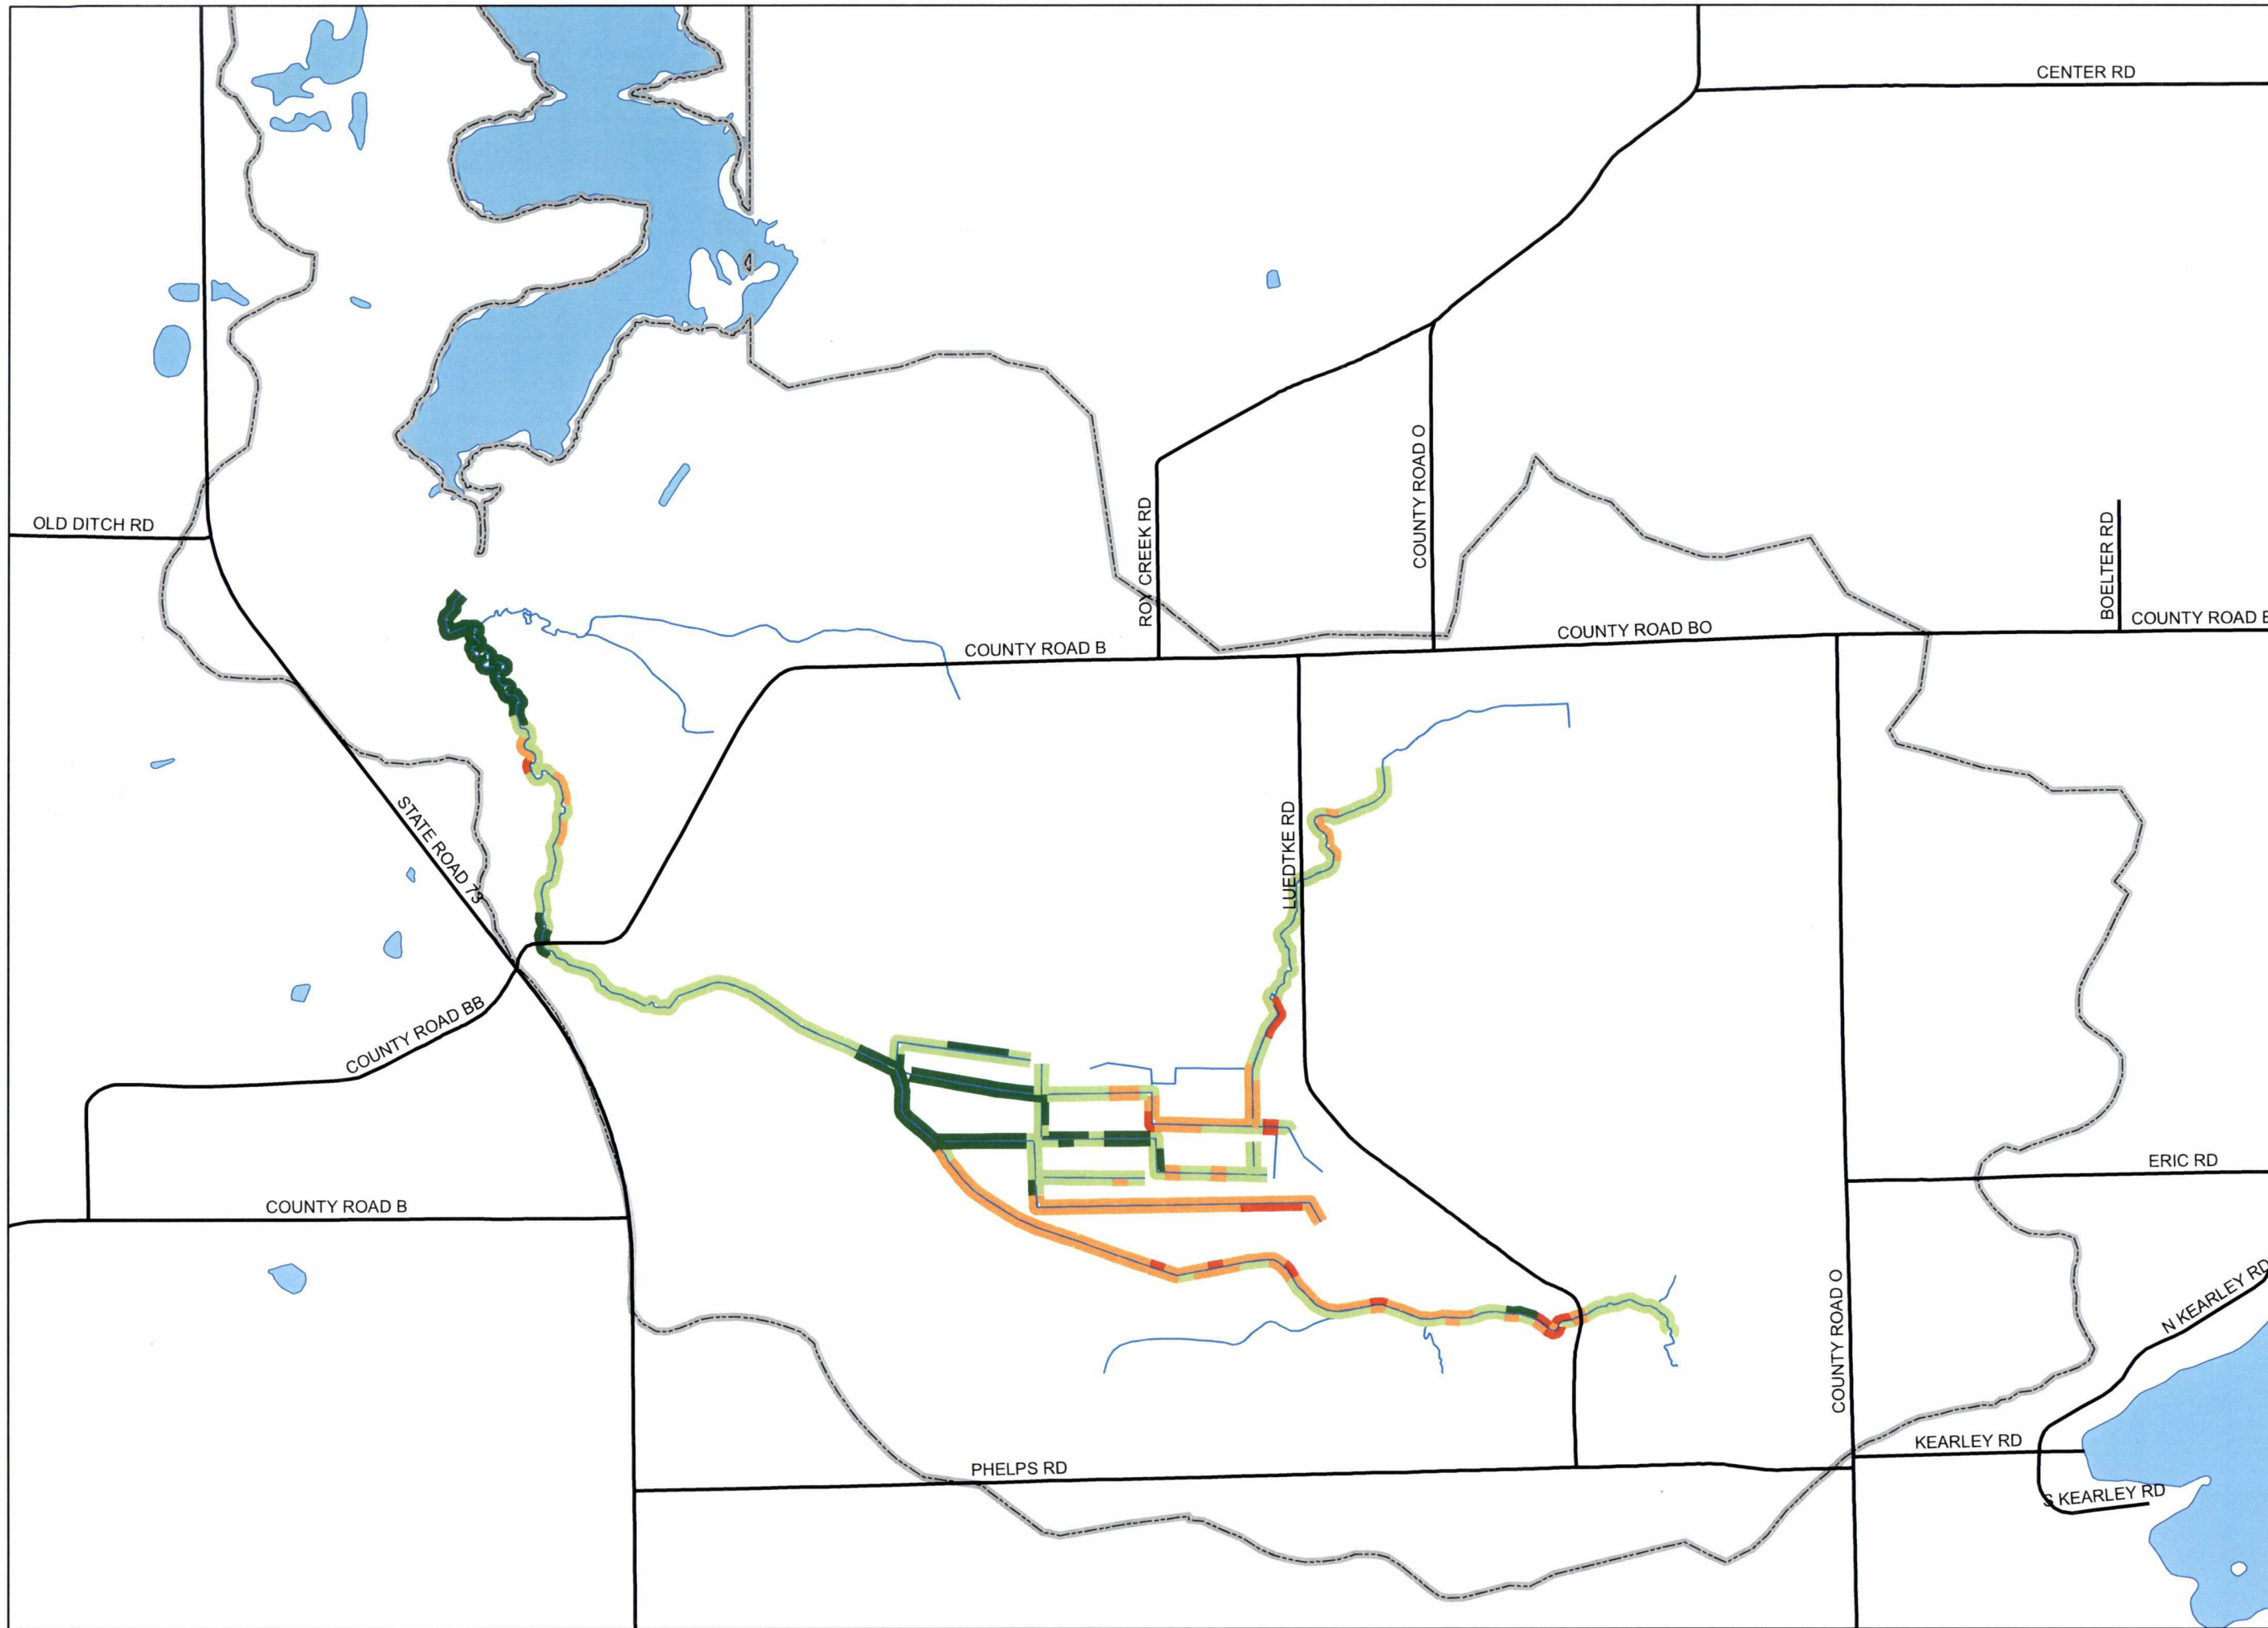 CENTER RD
OLD DITCH RD
ROY CREEK RD
COUNTY ROAD O
BOELTER RD
COUNTY ROAD B
COUNTY ROAD BO
COUNTY ROAD B
STATE ROAD 73
LUEDTKE RD
COUNTY ROAD BB
COUNTY ROAD B
ERIC RD
N KEARLEY RD
COUNTY ROAD O
KEARLEY RD
PHELPS RD
S KEARLEY RD